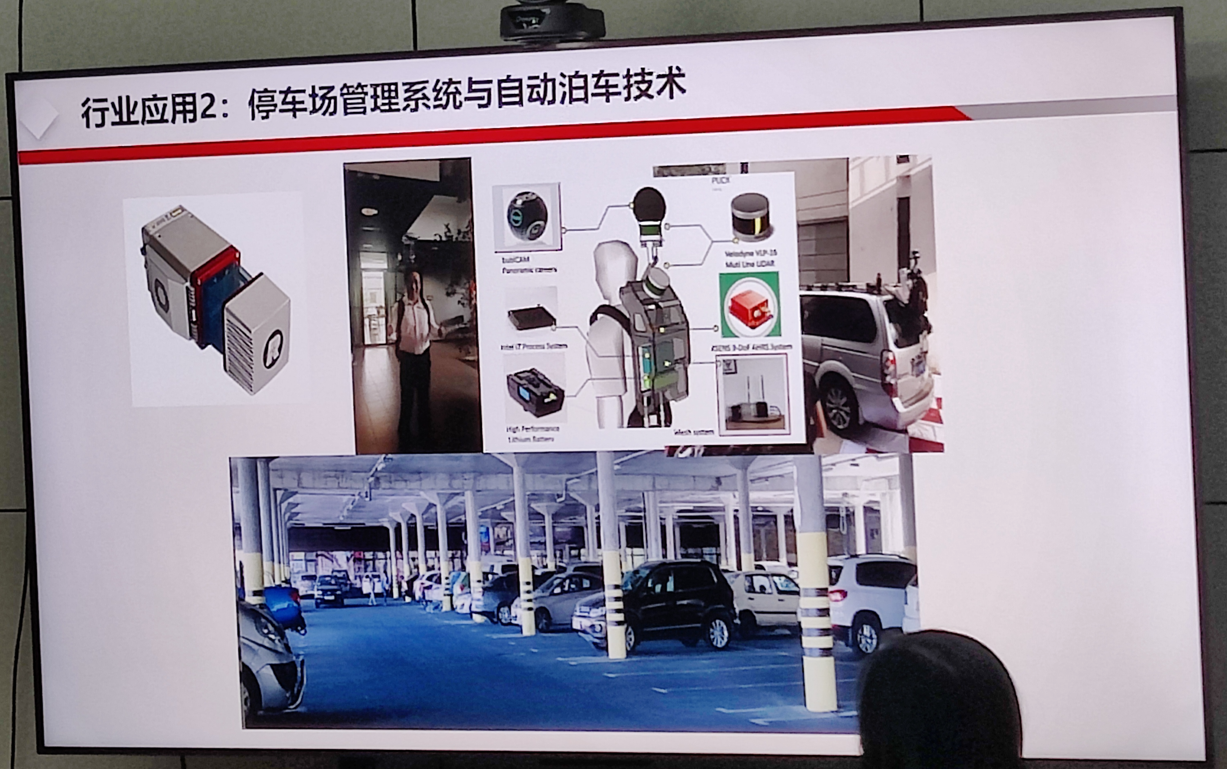 行业应用2：停车场管理系统与自动泊车技术
PUCK
Panoramic camera
Velodyne VLP-16
Multi Line LiDAR
Intel i7 Process System
XSENS 9-DoF AHRS System
High Performance
Lithium Battery
Mesh system